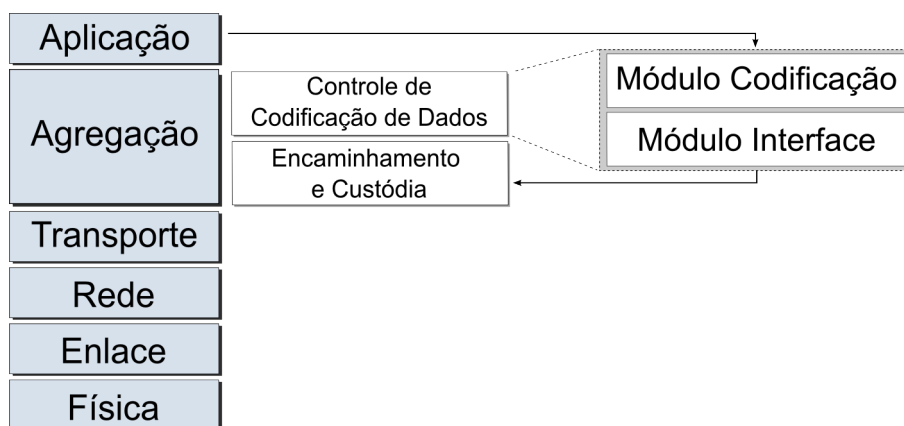 Aplicação
Agregação
Controle de
Codificação de Dados
Encaminhamento
e Custódia
Módulo Codificação
Módulo Interface
Transporte
Rede
Enlace
Física